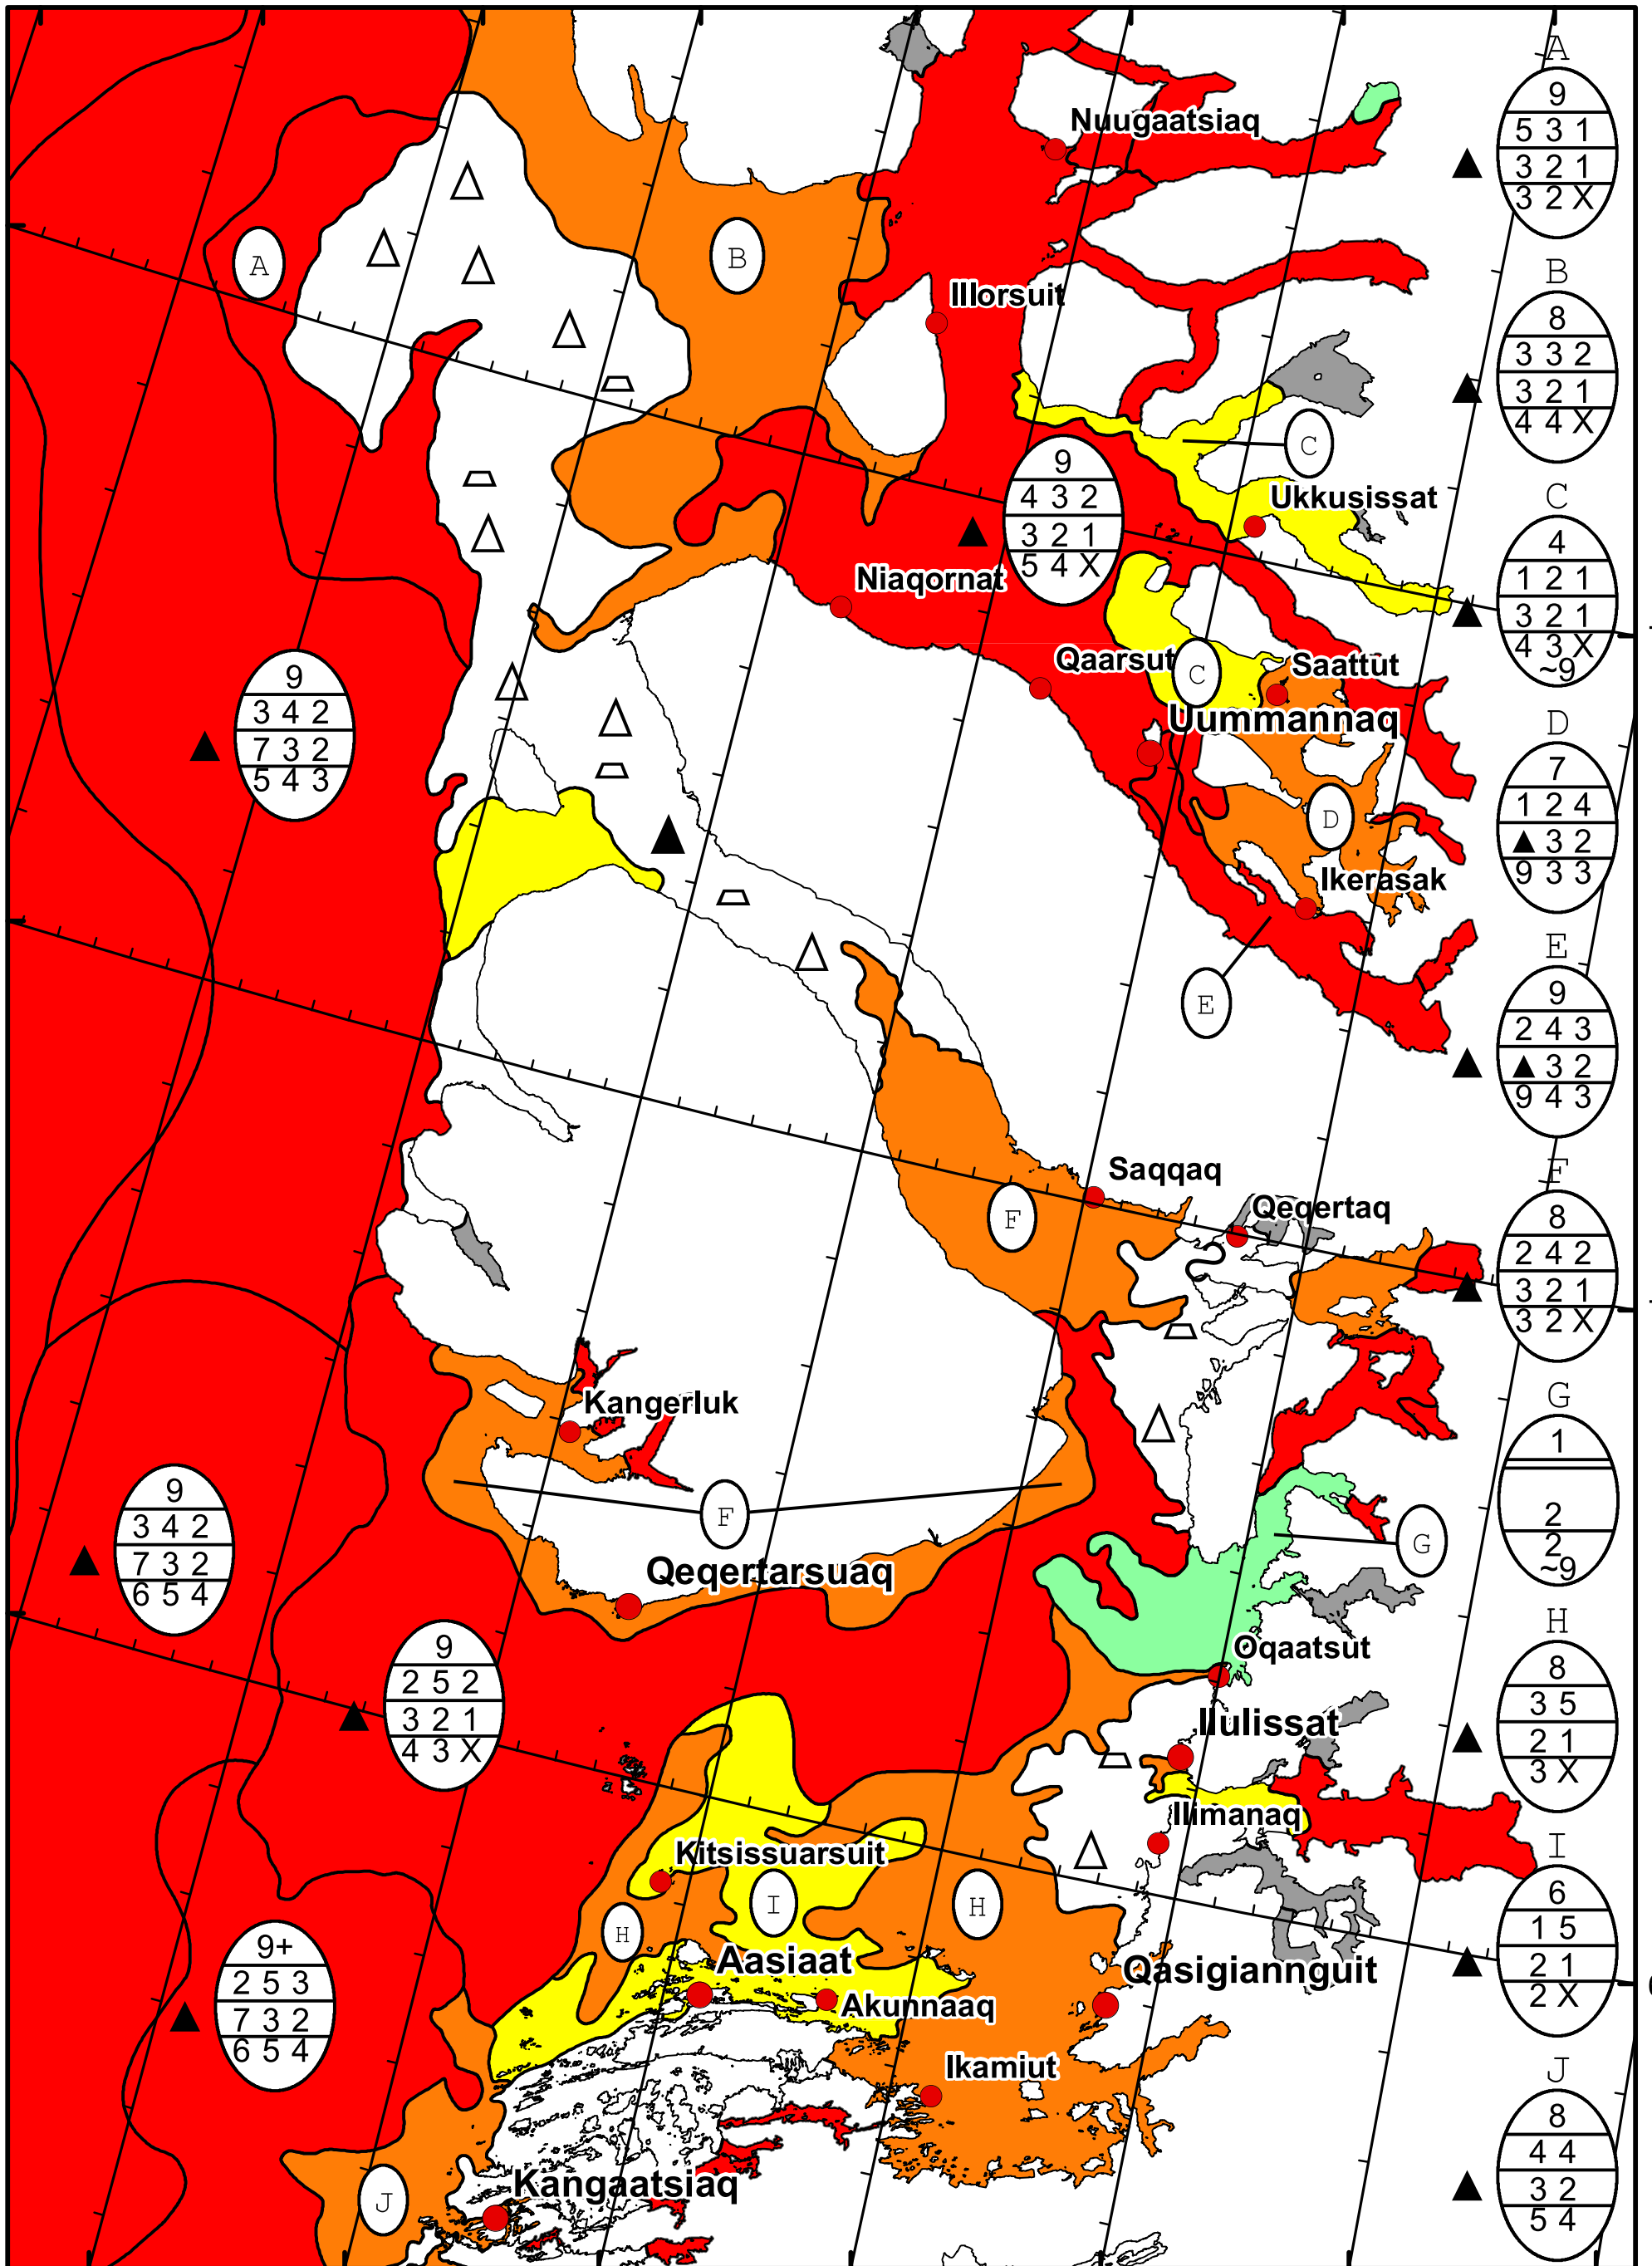 A
9
5 3 1
3 2 1
3 2 X
Nuugaatsiaq
A
B
B
8
3 3 2
3 2 1
4 4 X
Illorsuit
C
9
4 3 2
3 2 1
5 4 X
Ukkusissat
C
4
1 2 1
3 2 1
4 3 X
~9
Niaqornat
Qaarsut
C
Saattut
Uummannaq
9
3 4 2
7 3 2
5 4 3
D
7
1 2 4
▲ 3 2
9 3 3
D
Ikerasak
E
E
9
2 4 3
▲ 3 2
9 4 3
Saqqaq
Qeqertaq
F
F
8
2 4 2
3 2 1
3 2 X
Kangerluk
F
G
1
2
2
~9
G
9
3 4 2
7 3 2
6 5 4
Qeqertarsuaq
Oqaatsut
9
2 5 2
3 2 1
4 3 X
Ilulissat
H
8
3 5
2 1
3 X
Ilimanaq
Kitsissuarsuit
H
I
H
I
6
1 5
2 1
2 X
9+
2 5 3
7 3 2
6 5 4
Aasiaat
Akunnaaq
Qasigiannguit
Ikamiut
J
8
4 4
3 2
5 4
Kangaatsiaq
J